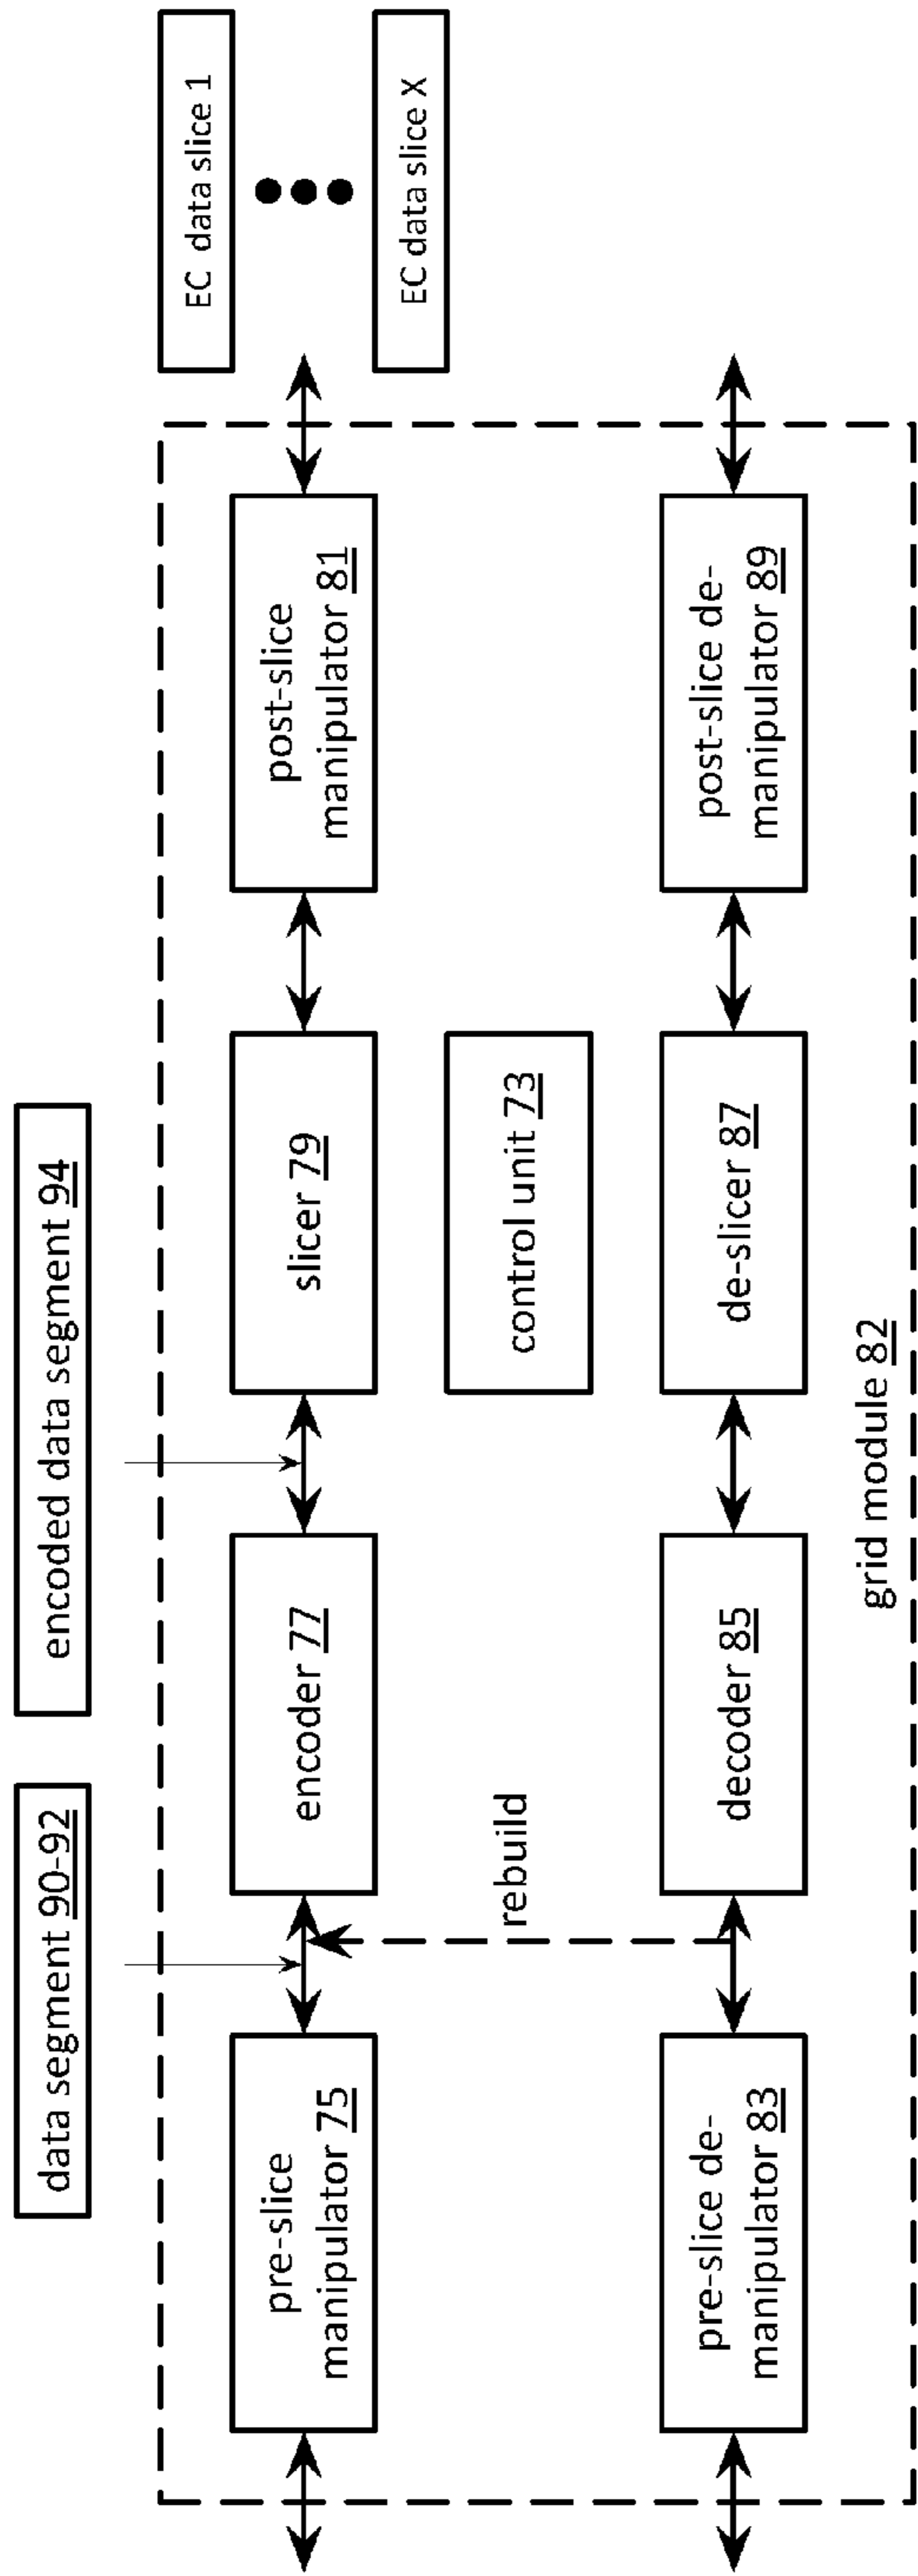 data segment 90-92
encoded data segment 94
EC data slice 1
EC data slice X
pre-slice
manipulator 75
encoder 77
slicer 79
post-slice
manipulator 81
rebuild
control unit 73
pre-slice de-
manipulator 83
decoder 85
de-slicer 87
post-slice de-
manipulator 89
grid module 82